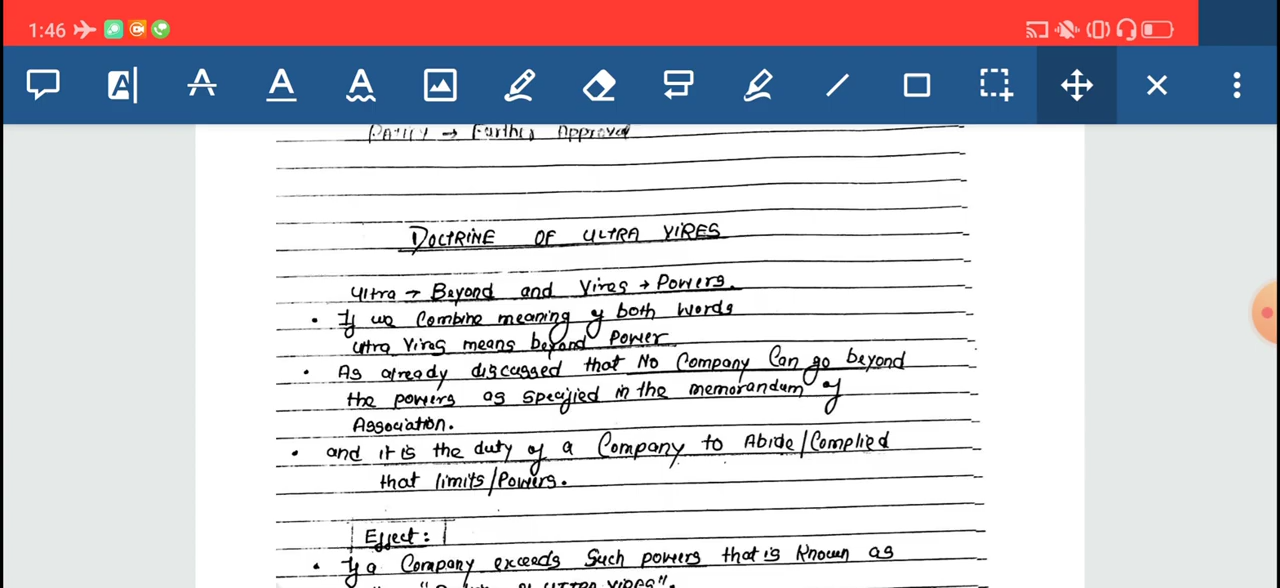 1:46
Ratify → Further Approval
DOCTRINE OF ULTRA VIRES
Ultra → Beyond and Vires → Powers.
• If we Combine meaning of both words
Utra Vires means beyond Power
• As already discussed that No Company Can go beyond
the powers as specified in the memorandum of
Association.
• and it is the duty of a Company to Abide/Complied
that limits/Powers.
Effect:
• If a Company exceeds Such powers that is Known as
of ULTRA VIRES".